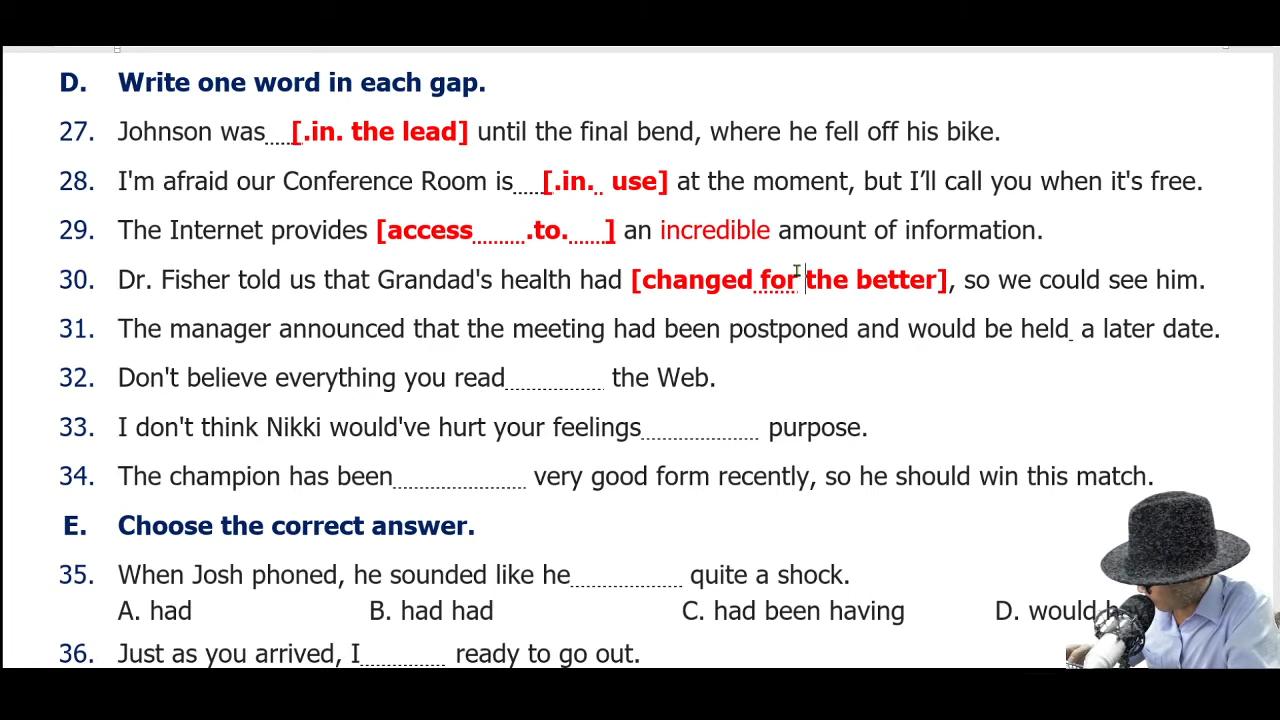 D. Write one word in each gap.
27. Johnson was.....[.in. the lead] until the final bend, where he fell off his bike.
28. I'm afraid our Conference Room is.....[.in. .. use] at the moment, but I’ll call you when it's free.
29. The Internet provides [access.........to.......] an incredible amount of information.
30. Dr. Fisher told us that Grandad's health had [changed for the better], so we could see him.
31. The manager announced that the meeting had been postponed and would be held a later date.
32. Don't believe everything you read................ the Web.
33. I don't think Nikki would've hurt your feelings................... purpose.
34. The champion has been..................... very good form recently, so he should win this match.
E. Choose the correct answer.
35. When Josh phoned, he sounded like he.................. quite a shock.
A. had B. had had C. had been having D. would
36. Just as you arrived, I.............. ready to go out.